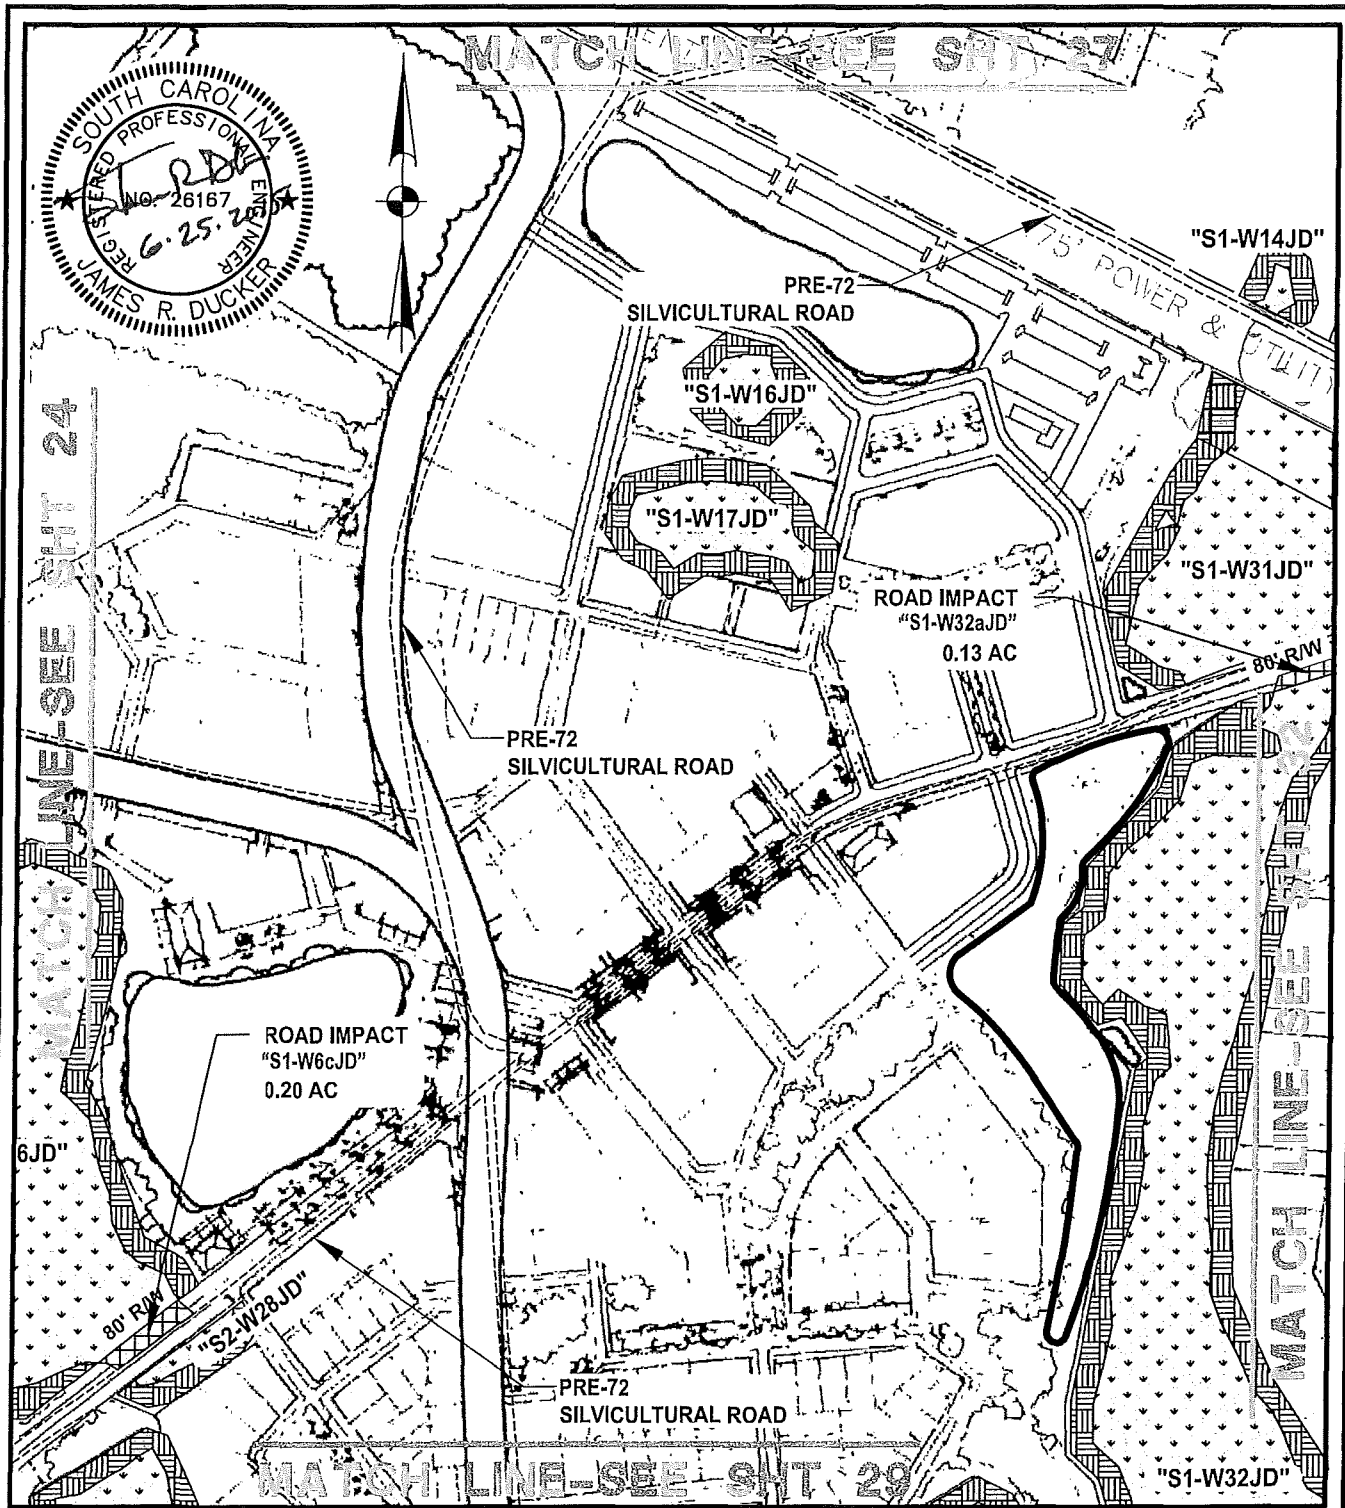 MATCH LINE-SEE SHT 27
SOUTH CAROLINA
REGISTERED PROFESSIONAL ENGINEER
NO. 26167
JAMES R. DUCKER
"S1-W14JD"
75' POWER & UTILITY
PRE-72
SILVICULTURAL ROAD
"S1-W16JD"
"S1-W17JD"
"S1-W31JD"
ROAD IMPACT
"S1-W32aJD"
0.13 AC
80' R/W
MATCH LINE-SEE SHT 24
PRE-72
SILVICULTURAL ROAD
MATCH LINE-SEE SHT 32
ROAD IMPACT
"S1-W6cJD"
0.20 AC
6JD"
80' R/W
"S2-W28JD"
PRE-72
SILVICULTURAL ROAD
MATCH LINE-SEE SHT 29
"S1-W32JD"